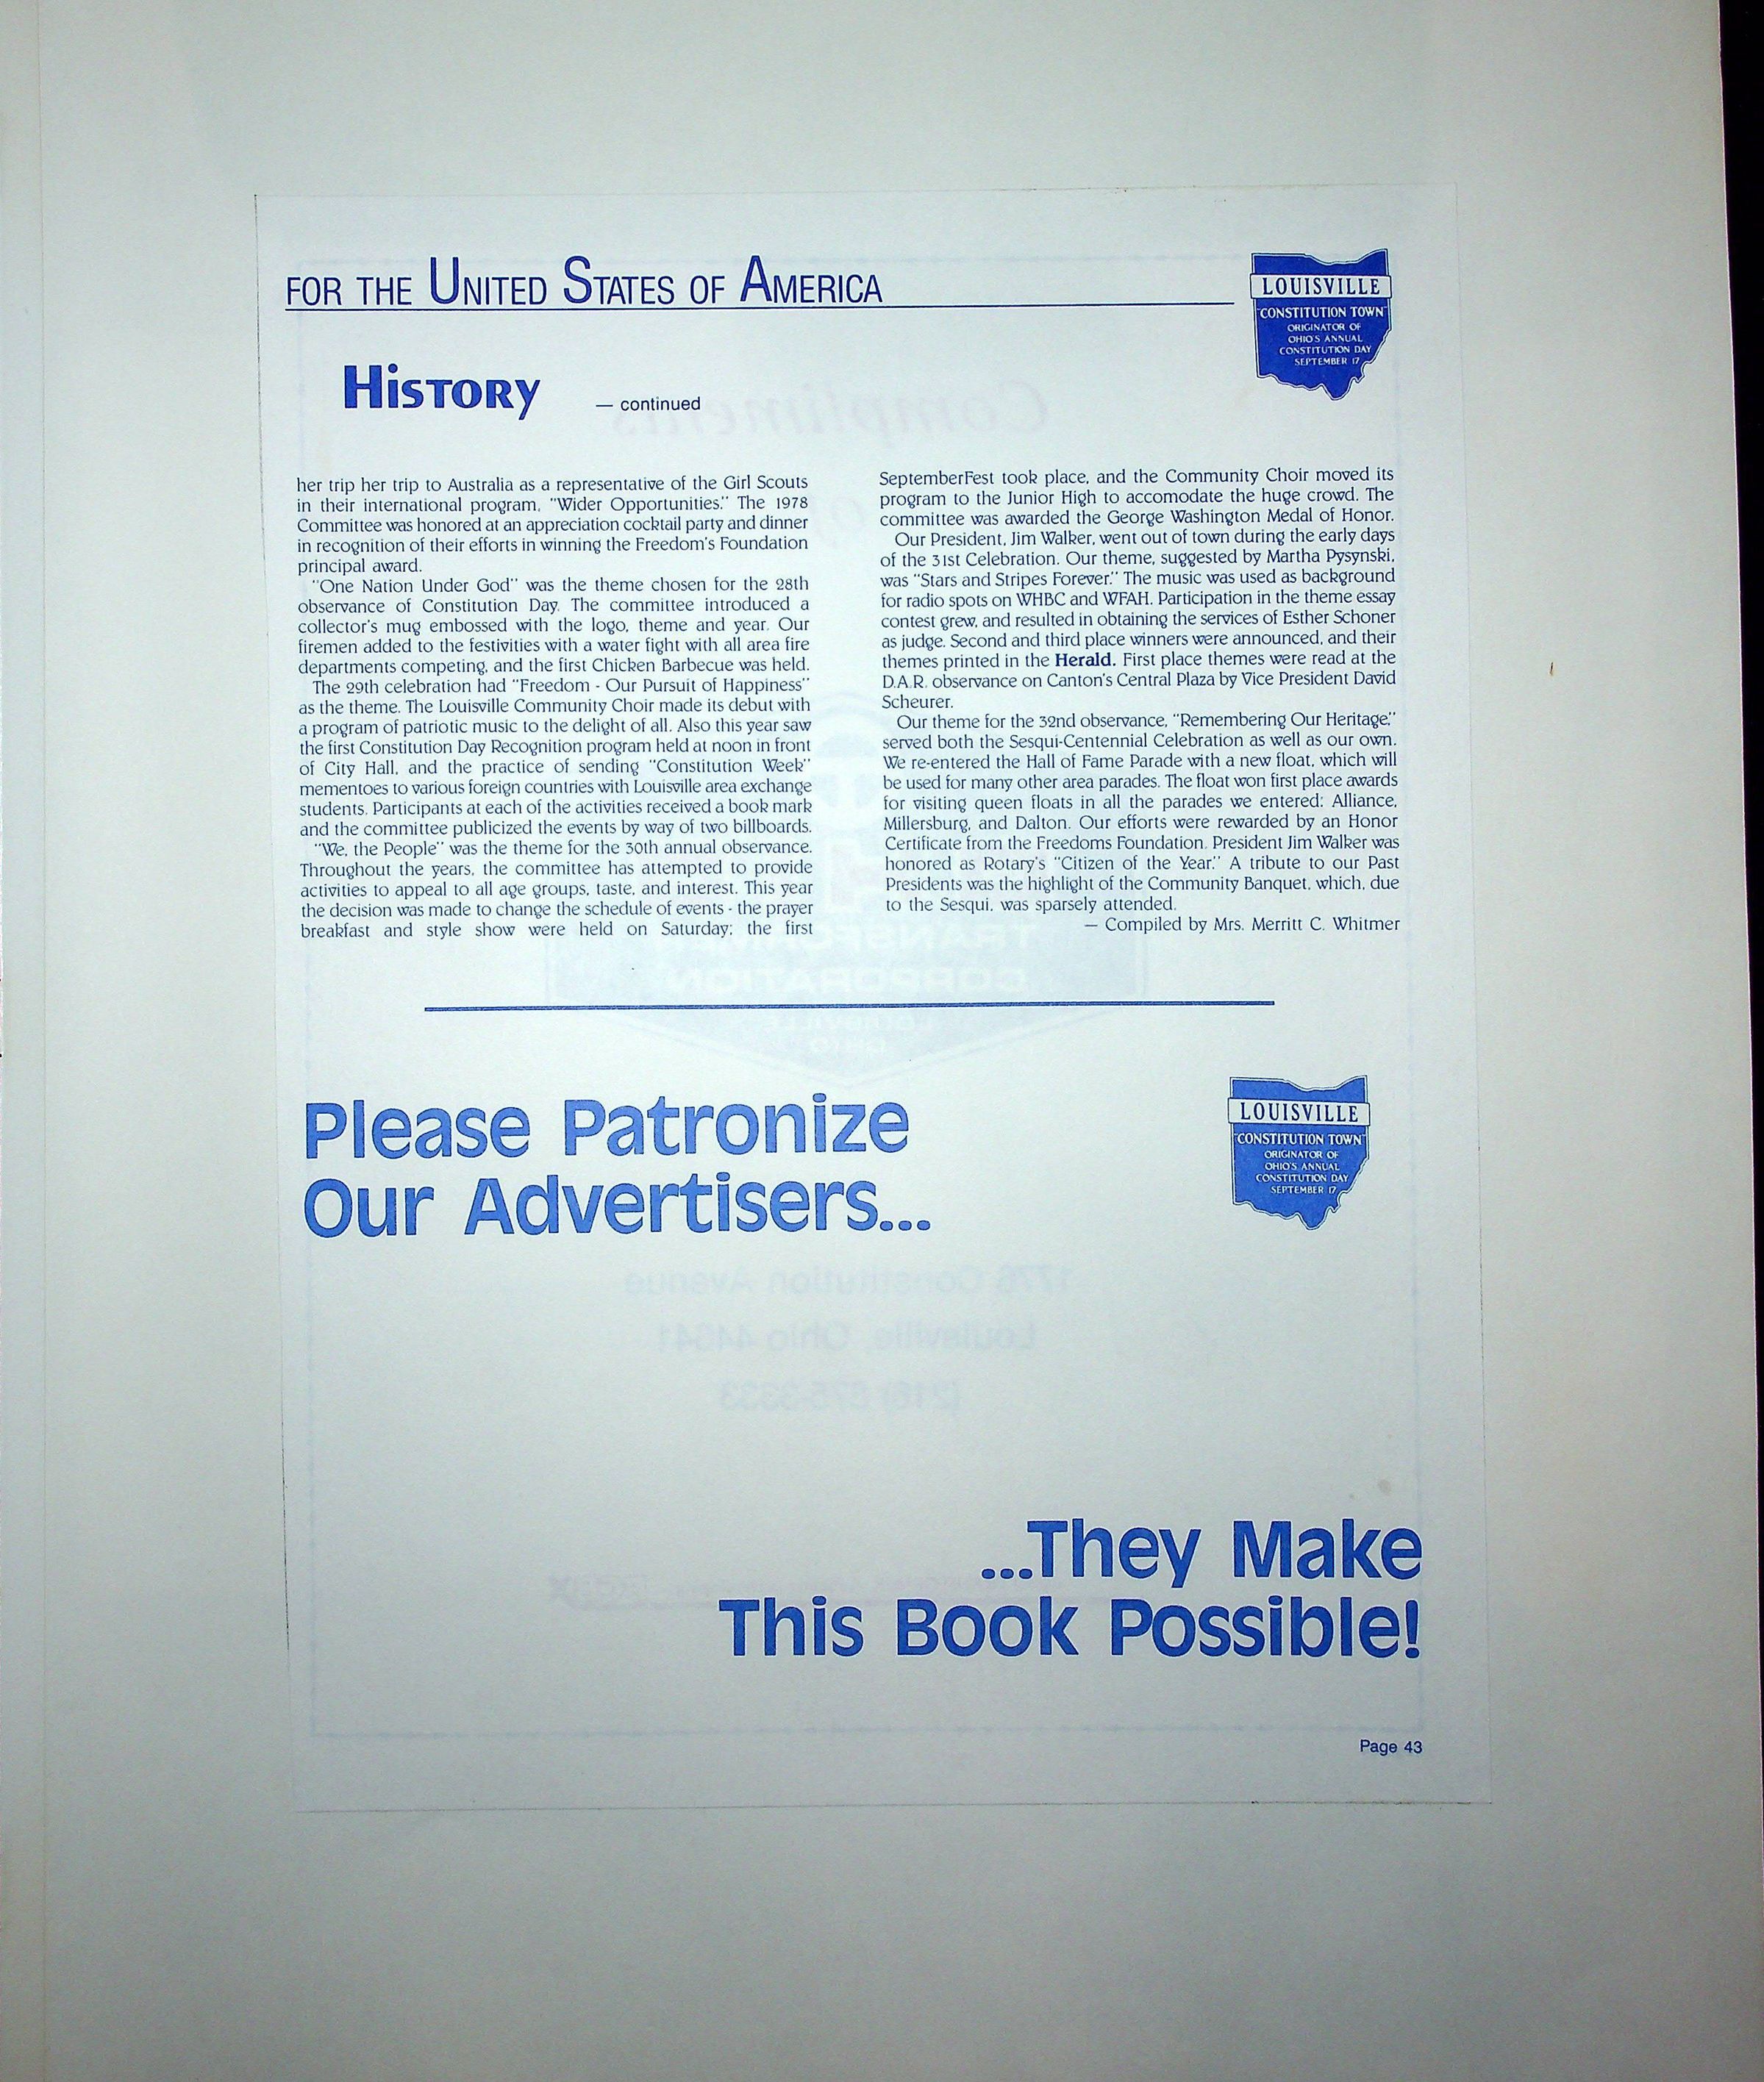 FOR THE UNITED STATES OF AMERICA
LOUISVILLE
"CONSTITUTION TOWN"
ORIGINATOR OF
OHIO'S ANNUAL
CONSTITUTION DAY
SEPTEMBER 17
HISTORY — continued
her trip her trip to Australia as a representative of the Girl Scouts
in their international program, "Wider Opportunities." The 1978
Committee was honored at an appreciation cocktail party and dinner
in recognition of their efforts in winning the Freedom's Foundation
principal award.
"One Nation Under God" was the theme chosen for the 28th
observance of Constitution Day. The committee introduced a
collector's mug embossed with the logo, theme and year. Our
firemen added to the festivities with a water fight with all area fire
departments competing, and the first Chicken Barbecue was held.
The 29th celebration had "Freedom - Our Pursuit of Happiness"
as the theme. The Louisville Community Choir made its debut with
a program of patriotic music to the delight of all. Also this year saw
the first Constitution Day Recognition program held at noon in front
of City Hall, and the practice of sending "Constitution Week"
mementoes to various foreign countries with Louisville area exchange
students. Participants at each of the activities received a book mark
and the committee publicized the events by way of two billboards.
"We, the People" was the theme for the 30th annual observance.
Throughout the years, the committee has attempted to provide
activities to appeal to all age groups, taste, and interest. This year
the decision was made to change the schedule of events - the prayer
breakfast and style show were held on Saturday; the first
SeptemberFest took place, and the Community Choir moved its
program to the Junior High to accomodate the huge crowd. The
committee was awarded the George Washington Medal of Honor.
Our President, Jim Walker, went out of town during the early days
of the 31st Celebration. Our theme, suggested by Martha Pysynski,
was "Stars and Stripes Forever." The music was used as background
for radio spots on WHBC and WFAH. Participation in the theme essay
contest grew, and resulted in obtaining the services of Esther Schoner
as judge. Second and third place winners were announced, and their
themes printed in the Herald. First place themes were read at the
D.A.R. observance on Canton's Central Plaza by Vice President David
Scheurer.
Our theme for the 32nd observance, "Remembering Our Heritage,"
served both the Sesqui-Centennial Celebration as well as our own.
We re-entered the Hall of Fame Parade with a new float, which will
be used for many other area parades. The float won first place awards
for visiting queen floats in all the parades we entered: Alliance,
Millersburg, and Dalton. Our efforts were rewarded by an Honor
Certificate from the Freedoms Foundation. President Jim Walker was
honored as Rotary's "Citizen of the Year." A tribute to our Past
Presidents was the highlight of the Community Banquet, which, due
to the Sesqui, was sparsely attended.
— Compiled by Mrs. Merritt C. Whitmer
Please Patronize
Our Advertisers...
LOUISVILLE
"CONSTITUTION TOWN"
ORIGINATOR OF
OHIO'S ANNUAL
CONSTITUTION DAY
SEPTEMBER 17
...They Make
This Book Possible!
Page 43